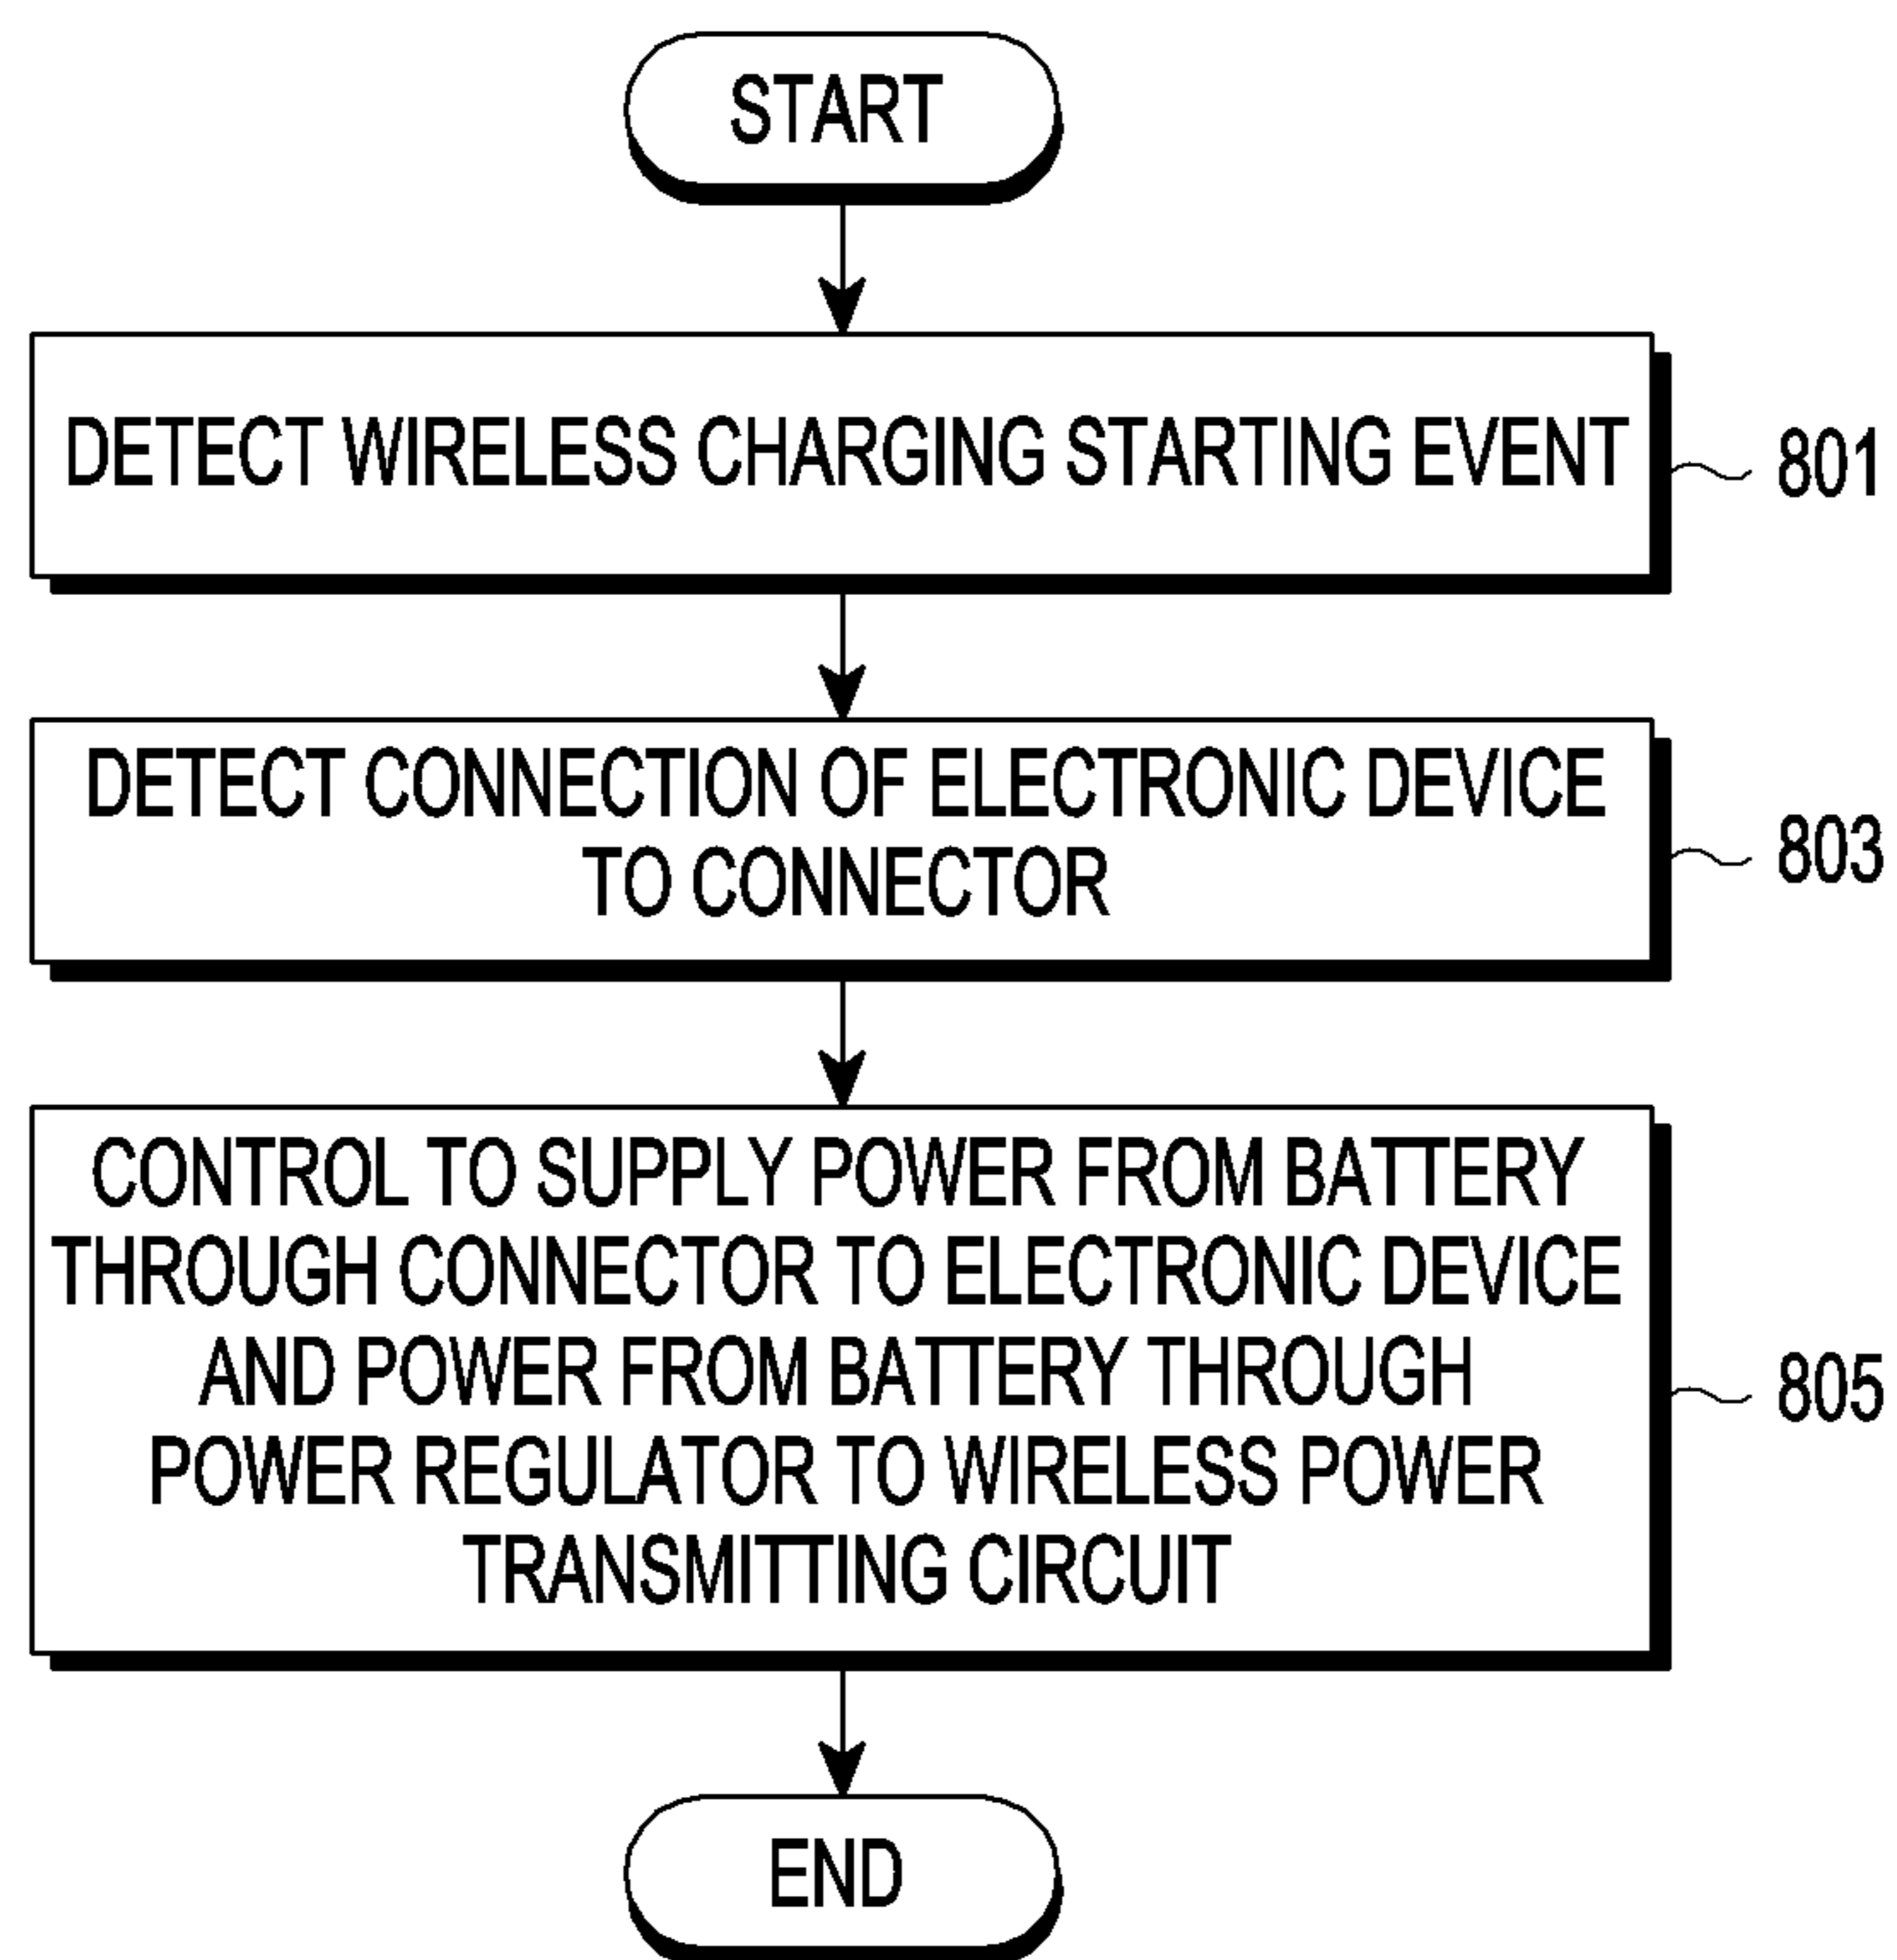 START
DETECT WIRELESS CHARGING STARTING EVENT
801
DETECT CONNECTION OF ELECTRONIC DEVICE
TO CONNECTOR
803
CONTROL TO SUPPLY POWER FROM BATTERY
THROUGH CONNECTOR TO ELECTRONIC DEVICE
AND POWER FROM BATTERY THROUGH
POWER REGULATOR TO WIRELESS POWER
TRANSMITTING CIRCUIT
805
END